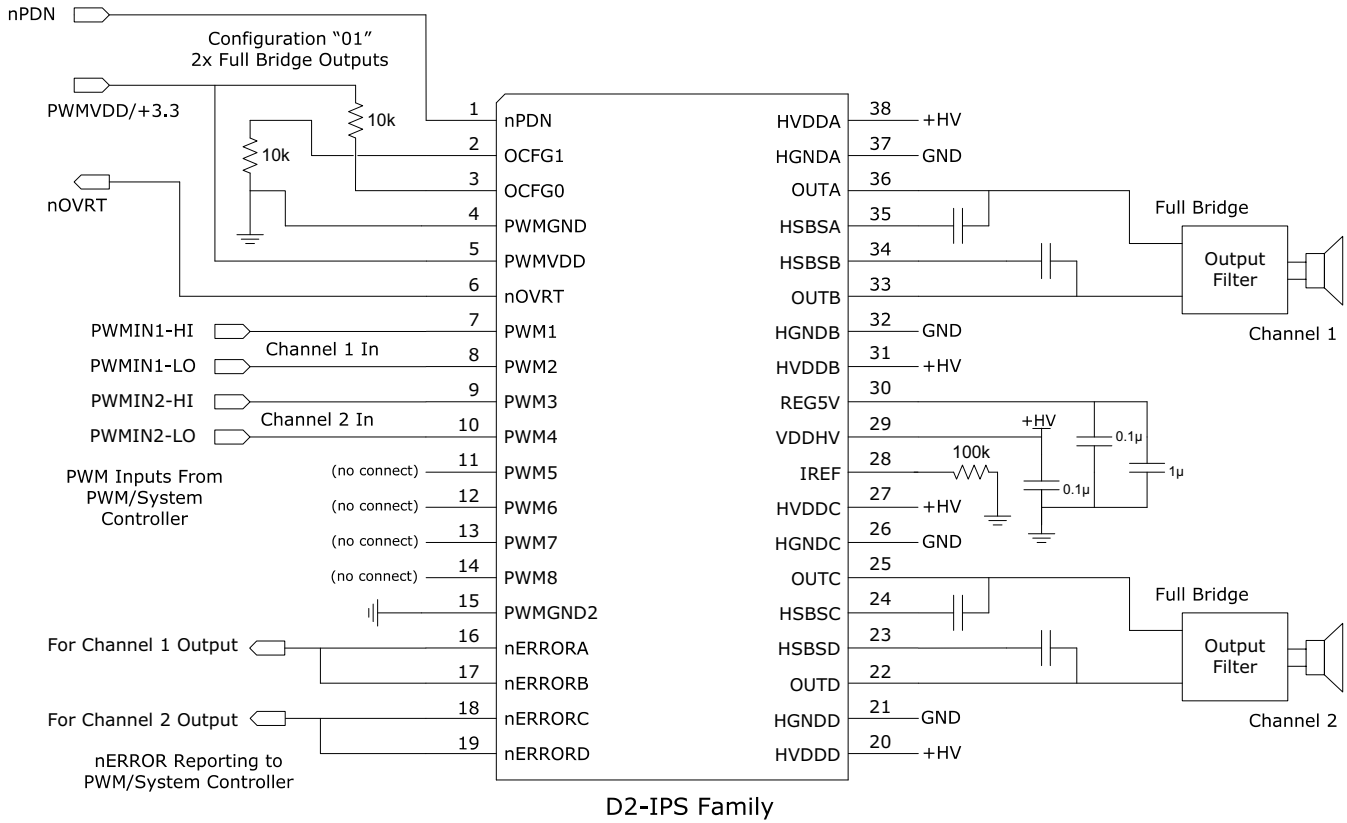 nPDN
Configuration “01”
2x Full Bridge Outputs
PWMVDD/+3.3
10k
10k
nOVRT
1 nPDN
2 OCFG1
3 OCFG0
4 PWMGND
5 PWMVDD
6 nOVRT
PWMIN1-HI 7 PWM1
Channel 1 In
PWMIN1-LO 8 PWM2
PWMIN2-HI 9 PWM3
Channel 2 In
PWMIN2-LO 10 PWM4
PWM Inputs From
PWM/System
Controller
(no connect) 11 PWM5
(no connect) 12 PWM6
(no connect) 13 PWM7
(no connect) 14 PWM8
15 PWMGND2
For Channel 1 Output 16 nERRORA
17 nERRORB
For Channel 2 Output 18 nERRORC
19 nERRORD
nERROR Reporting to
PWM/System Controller
HVDDA 38 +HV
HGNDA 37 GND
OUTA 36
HSBSA 35
HSBSB 34
OUTB 33
HGNDB 32 GND
HVDDB 31 +HV
REG5V 30
VDDHV 29
IREF 28
HVDDC 27 +HV
HGNDC 26 GND
OUTC 25
HSBSC 24
HSBSD 23
OUTD 22
HGNDD 21 GND
HVDDD 20 +HV
Full Bridge
Output
Filter
Channel 1
+HV
0.1µ
100k
0.1µ
1µ
Full Bridge
Output
Filter
Channel 2
D2-IPS Family